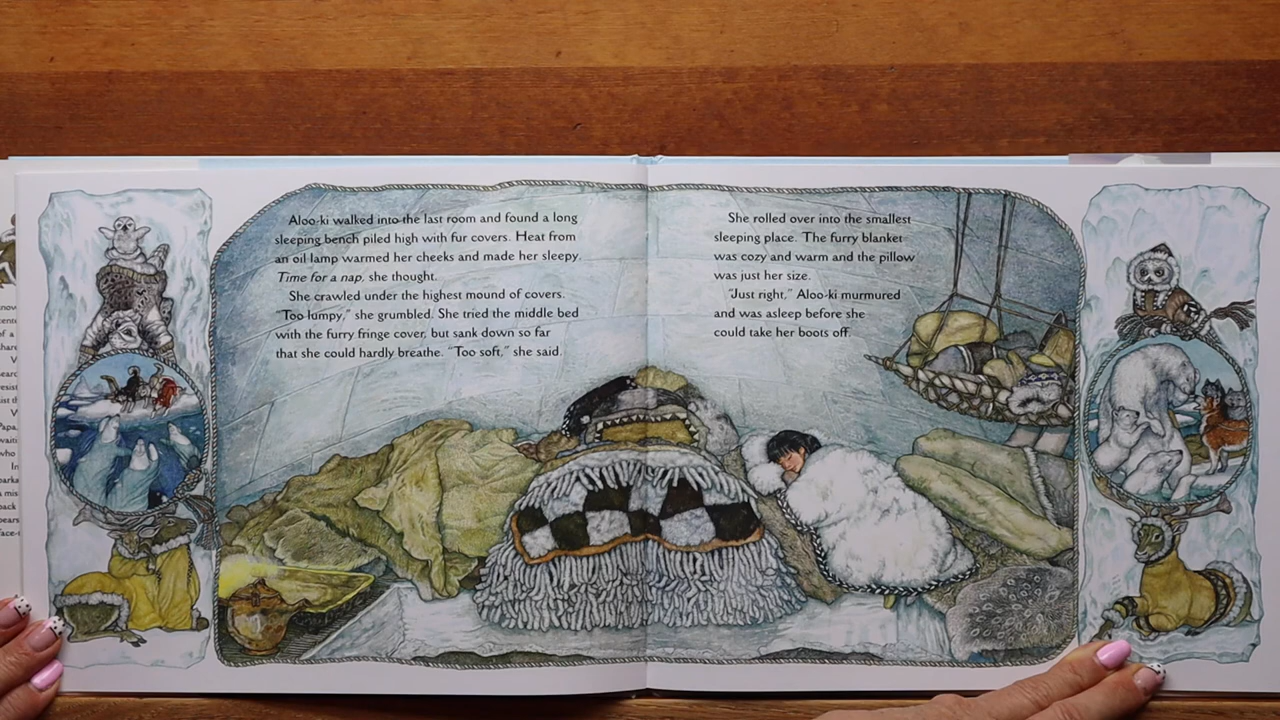 Aloo-ki walked into the last room and found a long
sleeping bench piled high with fur covers. Heat from
an oil lamp warmed her cheeks and made her sleepy.
Time for a nap, she thought.
She crawled under the highest mound of covers.
"Too lumpy," she grumbled. She tried the middle bed
with the furry fringe cover, but sank down so far
that she could hardly breathe. "Too soft," she said.
She rolled over into the smallest
sleeping place. The furry blanket
was cozy and warm and the pillow
was just her size.
"Just right," Aloo-ki murmured
and was asleep before she
could take her boots off.